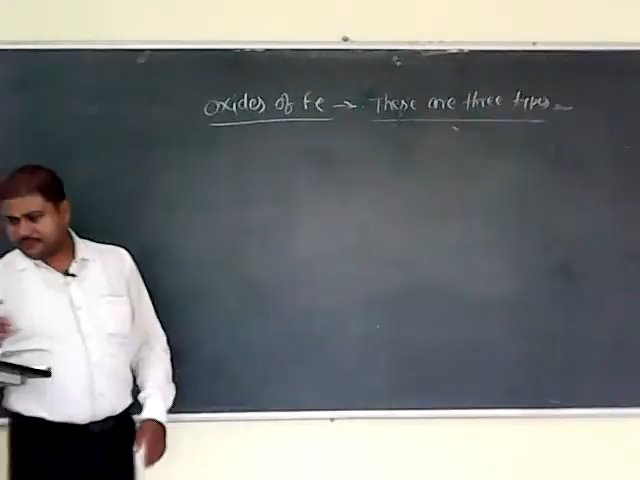 Oxides of Fe → These are three types